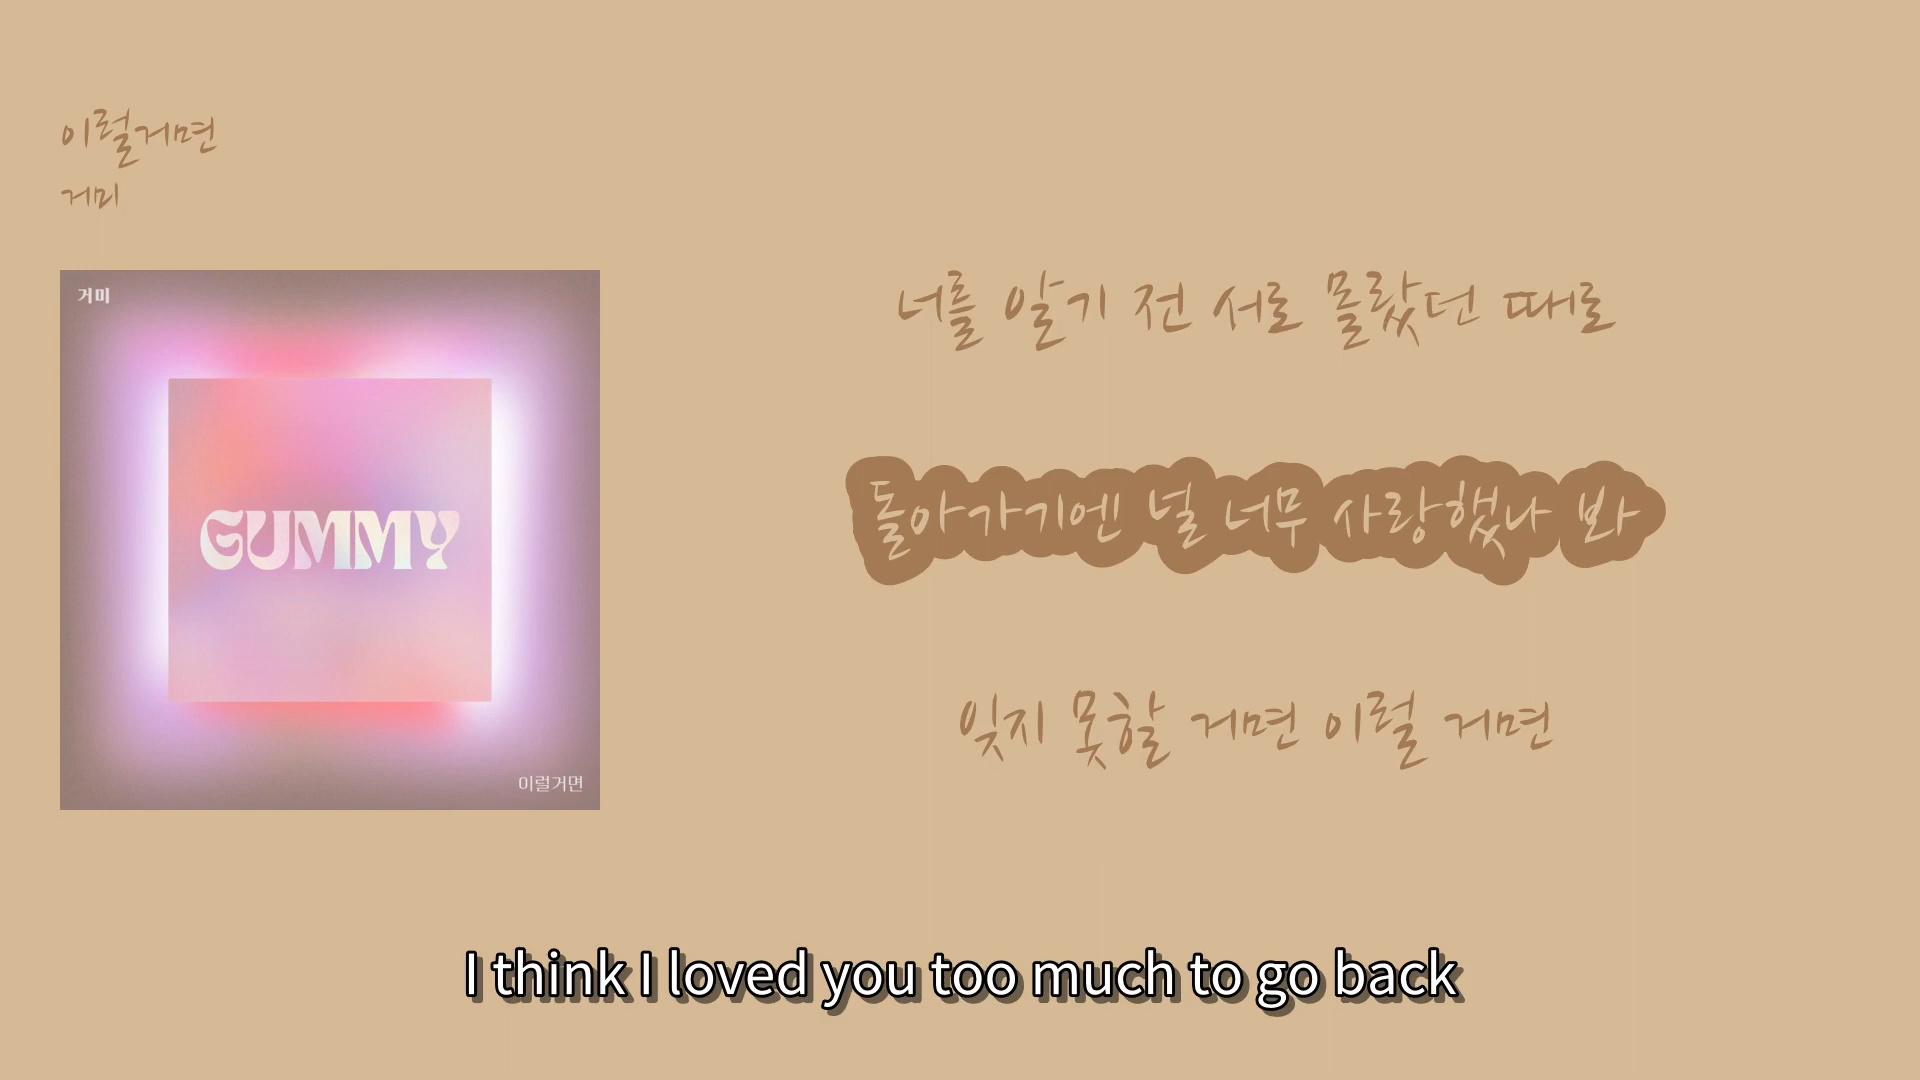 이럴거면
거미
거미
GUMMY
이럴거면
너를 알기 전 서로 몰랐던 때로
돌아가기엔 널 너무 사랑했나 봐
잊지 못할 거면 이럴 거면
I think I loved you too much to go back